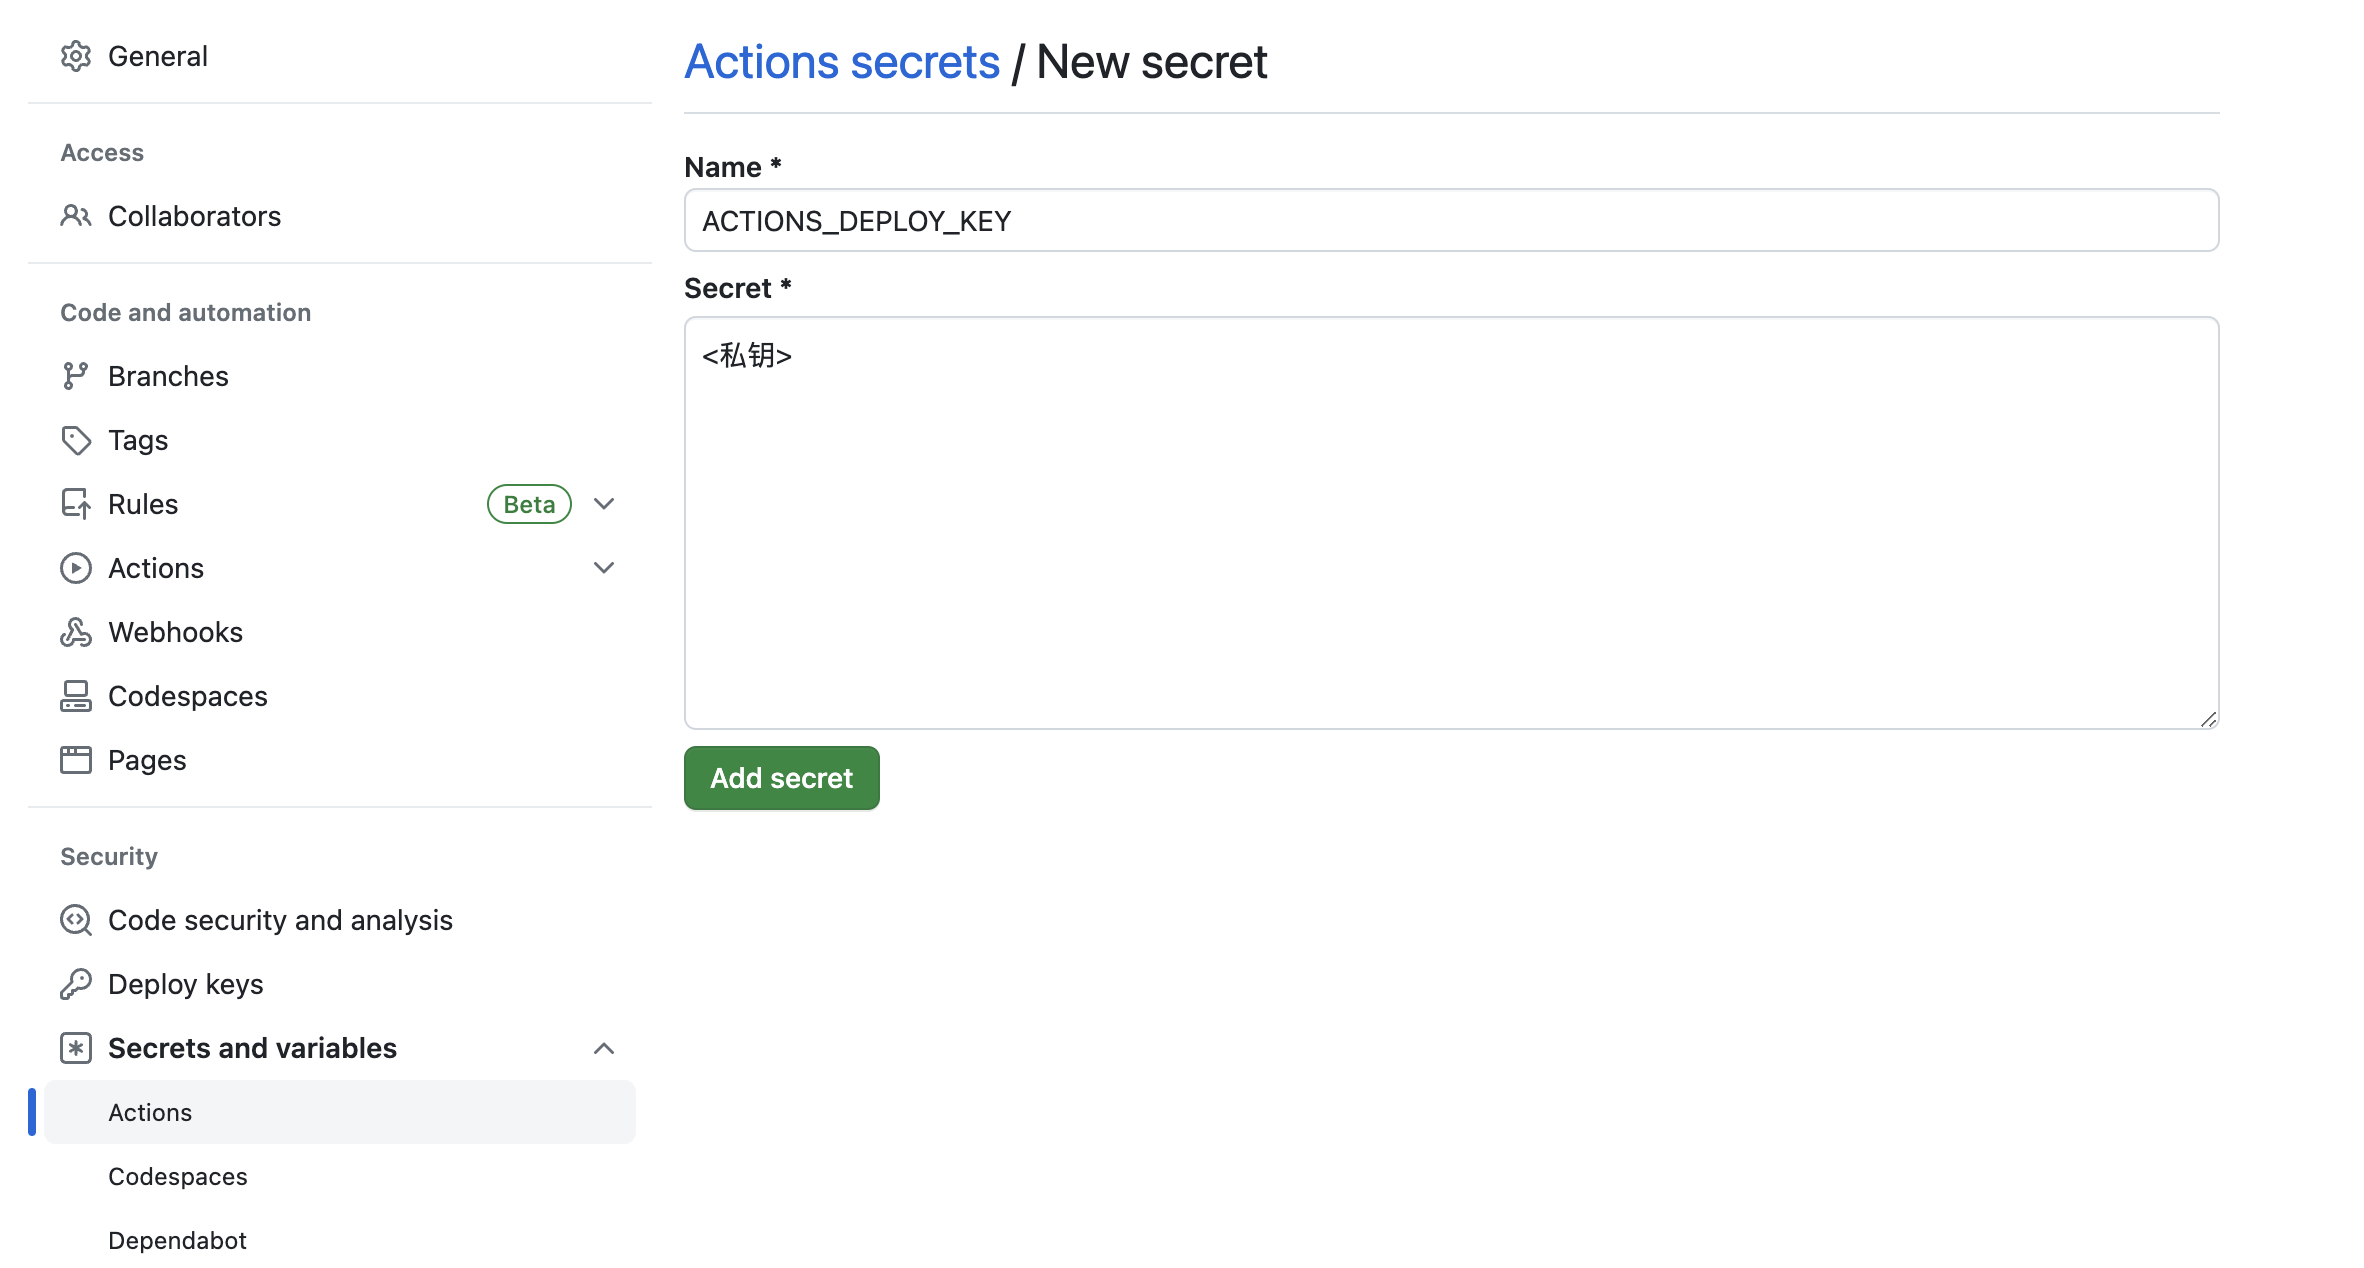 General
Access
Collaborators
Code and automation
Branches
Tags
Rules Beta
Actions
Webhooks
Codespaces
Pages
Security
Code security and analysis
Deploy keys
Secrets and variables
Actions
Codespaces
Dependabot
Actions secrets / New secret
Name *
ACTIONS_DEPLOY_KEY
Secret *
<私钥>
Add secret